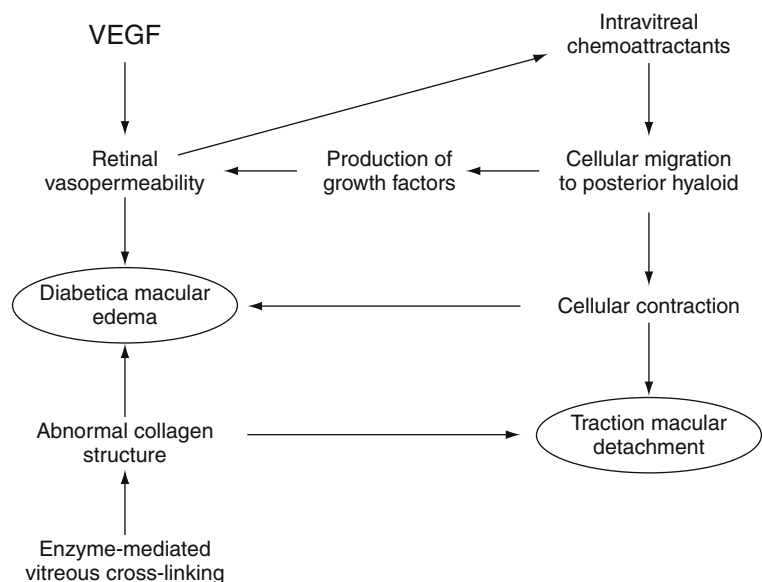 VEGF
Intravitreal
chemoattractants
Retinal
vasopermeability
Production of
growth factors
Cellular migration
to posterior hyaloid
Diabetica macular
edema
Cellular contraction
Abnormal collagen
structure
Traction macular
detachment
Enzyme-mediated
vitreous cross-linking